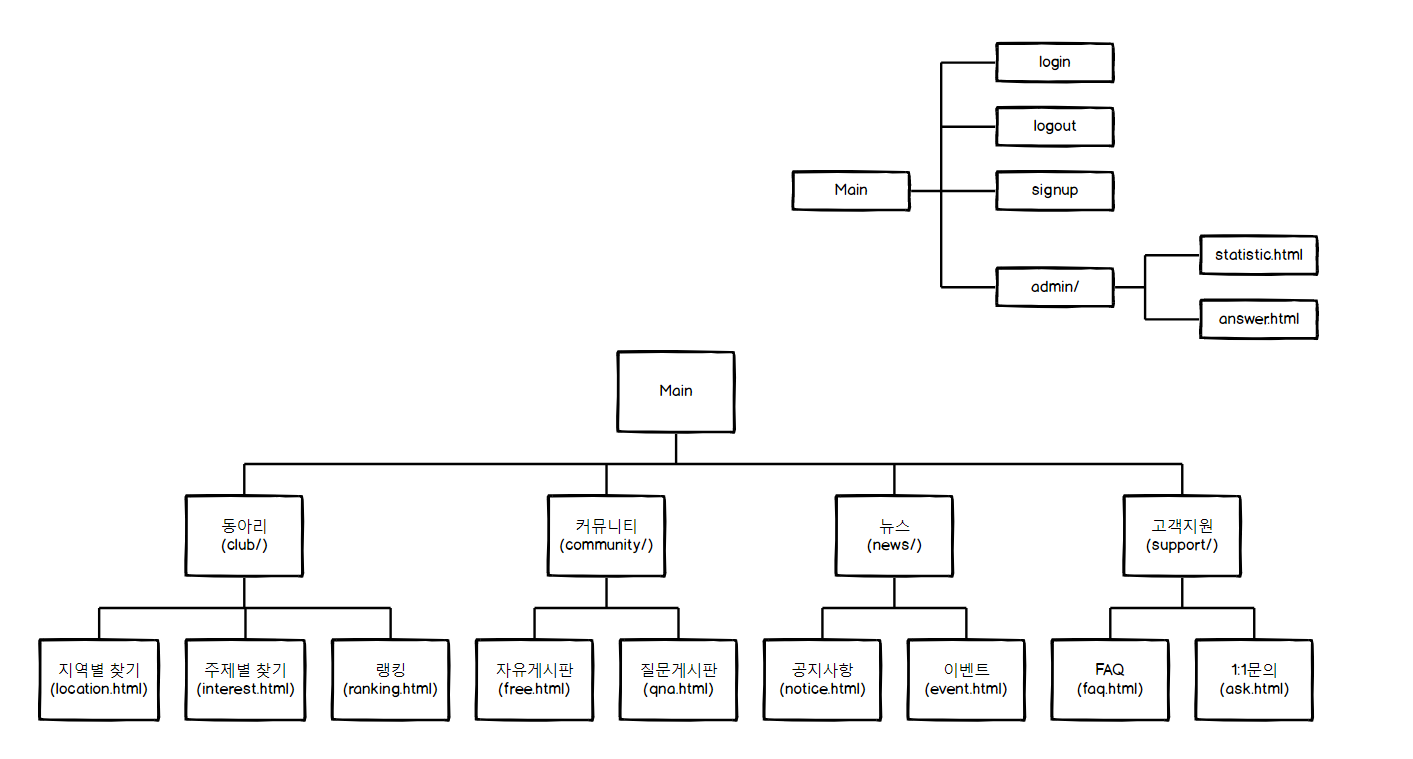 login
logout
Main
signup
statistic.html
admin/
answer.html
Main
동아리
(club/)
커뮤니티
(community/)
뉴스
(news/)
고객지원
(support/)
지역별 찾기
(location.html)
주제별 찾기
(interest.html)
랭킹
(ranking.html)
자유게시판
(free.html)
질문게시판
(qna.html)
공지사항
(notice.html)
이벤트
(event.html)
FAQ
(faq.html)
1:1문의
(ask.html)